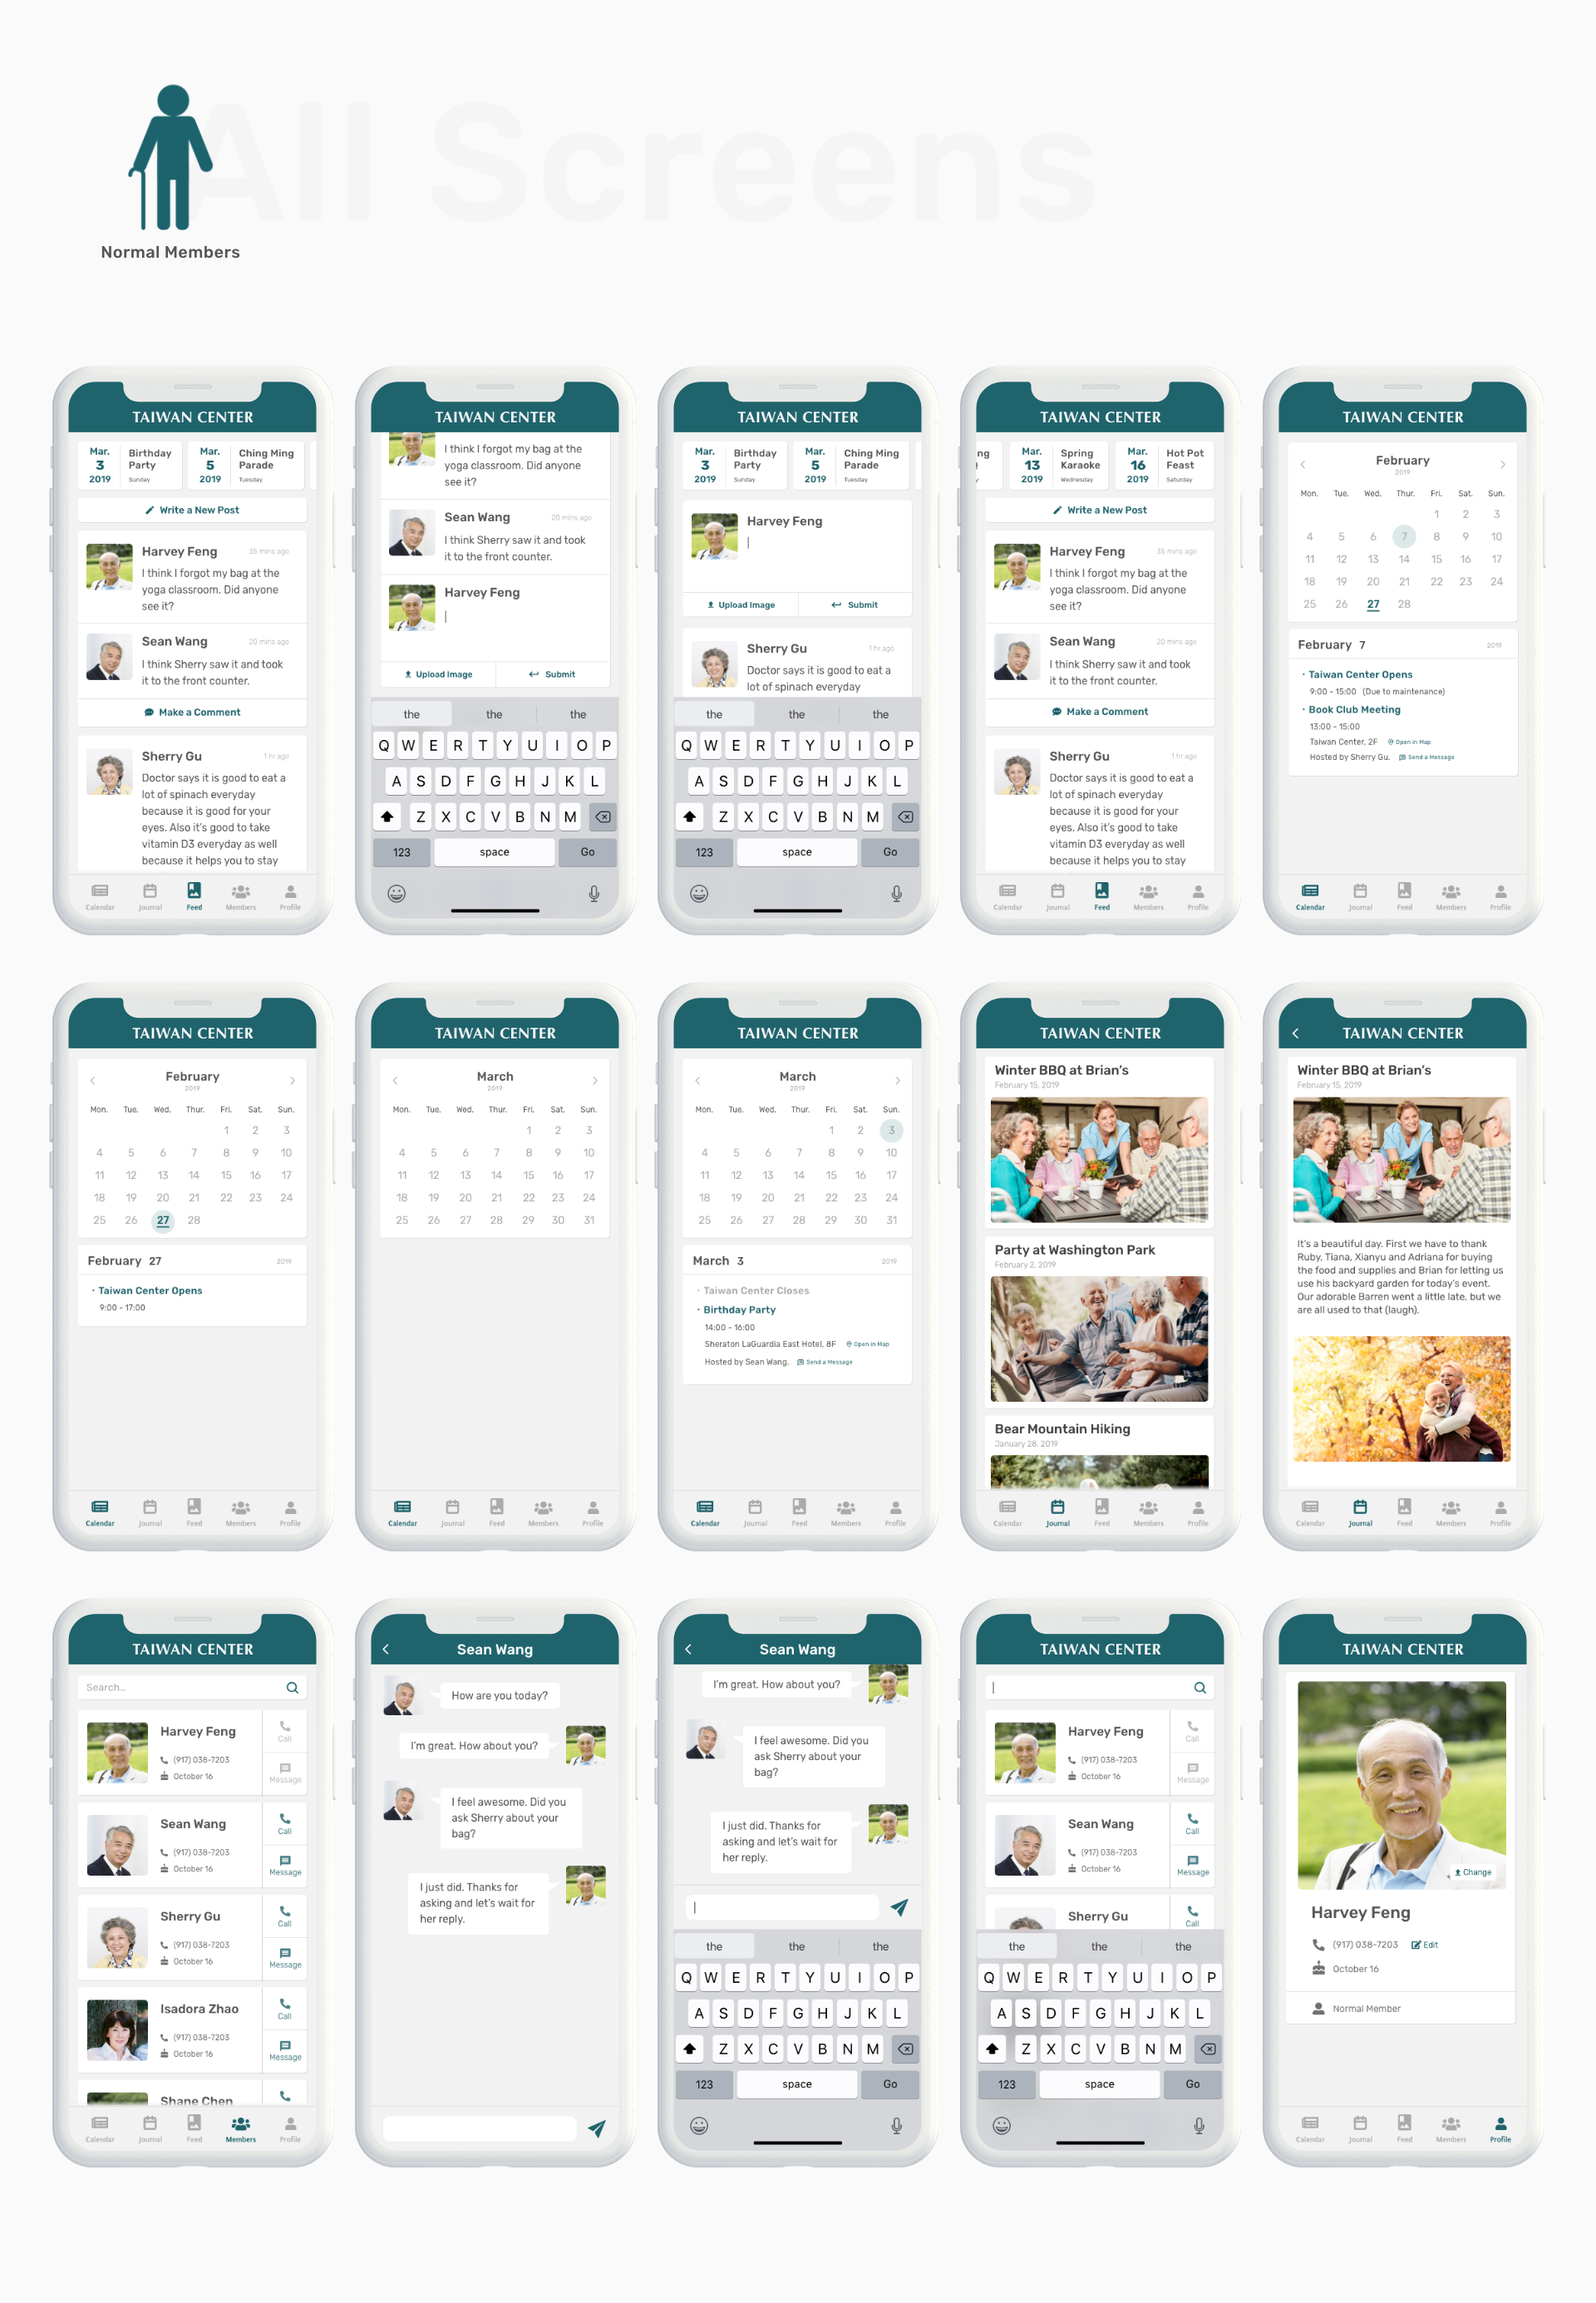 All Screens
Normal Members
TAIWAN CENTER
Mar.
3
2019
Birthday
Party
Sunday
Mar.
5
2019
Ching Ming
Parade
Tuesday
Write a New Post
Harvey Feng
35 mins ago
I think I forgot my bag at the
yoga classroom. Did anyone
see it?
Sean Wang
20 mins ago
I think Sherry saw it and took
it to the front counter.
Make a Comment
Sherry Gu
1 hr ago
Doctor says it is good to eat a
lot of spinach everyday
because it is good for your
eyes. Also it's good to take
vitamin D3 everyday as well
because it helps you to stay
Calendar Journal Feed Members Profile
TAIWAN CENTER
I think I forgot my bag at the
yoga classroom. Did anyone
see it?
Sean Wang
20 mins ago
I think Sherry saw it and took
it to the front counter.
Harvey Feng
Upload Image
Submit
the the the
Q W E R T Y U I O P
A S D F G H J K L
Z X C V B N M
123 space Go
TAIWAN CENTER
Mar.
3
2019
Birthday
Party
Sunday
Mar.
5
2019
Ching Ming
Parade
Tuesday
Harvey Feng
Upload Image
Submit
Sherry Gu
1 hr ago
Doctor says it is good to eat a
lot of spinach everyday
the the the
Q W E R T Y U I O P
A S D F G H J K L
Z X C V B N M
123 space Go
TAIWAN CENTER
ng
Mar.
13
2019
Spring
Karaoke
Wednesday
Mar.
16
2019
Hot Pot
Feast
Saturday
Write a New Post
Harvey Feng
35 mins ago
I think I forgot my bag at the
yoga classroom. Did anyone
see it?
Sean Wang
20 mins ago
I think Sherry saw it and took
it to the front counter.
Make a Comment
Sherry Gu
1 hr ago
Doctor says it is good to eat a
lot of spinach everyday
because it is good for your
eyes. Also it's good to take
vitamin D3 everyday as well
because it helps you to stay
Calendar Journal Feed Members Profile
TAIWAN CENTER
February
2019
Mon. Tue. Wed. Thur. Fri. Sat. Sun.
1 2 3
4 5 6 7 8 9 10
11 12 13 14 15 16 17
18 19 20 21 22 23 24
25 26 27 28
February 7
2019
· Taiwan Center Opens
9:00 - 15:00 (Due to maintenance)
· Book Club Meeting
13:00 - 15:00
Taiwan Center, 2F Open in Map
Hosted by Sherry Gu. Send a Message
Calendar Journal Feed Members Profile
TAIWAN CENTER
February
2019
Mon. Tue. Wed. Thur. Fri. Sat. Sun.
1 2 3
4 5 6 7 8 9 10
11 12 13 14 15 16 17
18 19 20 21 22 23 24
25 26 27 28
February 27
2019
· Taiwan Center Opens
9:00 - 17:00
Calendar Journal Feed Members Profile
TAIWAN CENTER
March
2019
Mon. Tue. Wed. Thur. Fri. Sat. Sun.
1 2 3
4 5 6 7 8 9 10
11 12 13 14 15 16 17
18 19 20 21 22 23 24
25 26 27 28 29 30 31
Calendar Journal Feed Members Profile
TAIWAN CENTER
March
2019
Mon. Tue. Wed. Thur. Fri. Sat. Sun.
1 2 3
4 5 6 7 8 9 10
11 12 13 14 15 16 17
18 19 20 21 22 23 24
25 26 27 28 29 30 31
March 3
2019
· Taiwan Center Closes
· Birthday Party
14:00 - 16:00
Sheraton LaGuardia East Hotel, 8F Open in Map
Hosted by Sean Wang. Send a Message
Calendar Journal Feed Members Profile
TAIWAN CENTER
Winter BBQ at Brian's
February 15, 2019
Party at Washington Park
February 2, 2019
Bear Mountain Hiking
January 28, 2019
Calendar Journal Feed Members Profile
TAIWAN CENTER
Winter BBQ at Brian's
February 15, 2019
It's a beautiful day. First we have to thank
Ruby, Tiana, Xianyu and Adriana for buying
the food and supplies and Brian for letting us
use his backyard garden for today's event.
Our adorable Barren went a little late, but we
are all used to that (laugh).
Calendar Journal Feed Members Profile
TAIWAN CENTER
Search...
Harvey Feng
(917) 038-7203
October 16
Call
Message
Sean Wang
(917) 038-7203
October 16
Call
Message
Sherry Gu
(917) 038-7203
October 16
Call
Message
Isadora Zhao
(917) 038-7203
October 16
Call
Message
Shane Chen
Calendar Journal Feed Members Profile
Sean Wang
How are you today?
I'm great. How about you?
I feel awesome. Did you
ask Sherry about your
bag?
I just did. Thanks for
asking and let's wait for
her reply.
Sean Wang
I'm great. How about you?
I feel awesome. Did you
ask Sherry about your
bag?
I just did. Thanks for
asking and let's wait for
her reply.
the the the
Q W E R T Y U I O P
A S D F G H J K L
Z X C V B N M
123 space Go
TAIWAN CENTER
Harvey Feng
(917) 038-7203
October 16
Call
Message
Sean Wang
(917) 038-7203
October 16
Call
Message
Sherry Gu
Call
the the the
Q W E R T Y U I O P
A S D F G H J K L
Z X C V B N M
123 space Go
TAIWAN CENTER
Change
Harvey Feng
(917) 038-7203 Edit
October 16
Normal Member
Calendar Journal Feed Members Profile